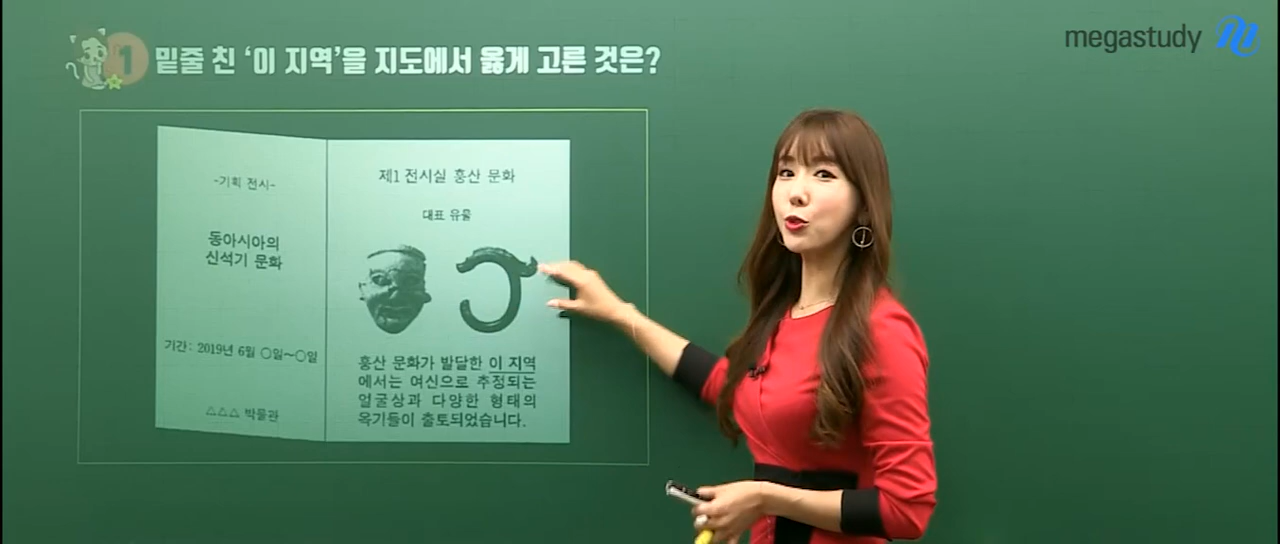 megastudy
1 밑줄 친 ‘이 지역’을 지도에서 옳게 고른 것은?
-기획 전시-
동아시아의
신석기 문화
기간: 2019년 6월 ○일~○일
△△△ 박물관
제1 전시실 홍산 문화
대표 유물
홍산 문화가 발달한 이 지역
에서는 여신으로 추정되는
얼굴상과 다양한 형태의
옥기들이 출토되었습니다.